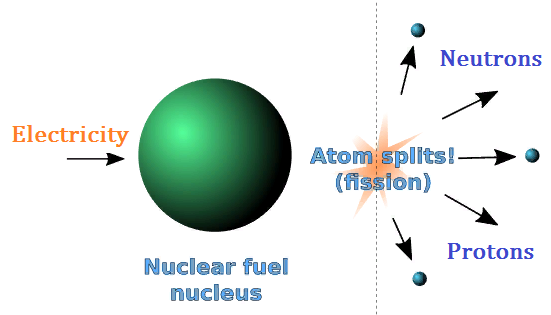 Electricity
Nuclear fuel
nucleus
Atom splits!
(fission)
Neutrons
Protons